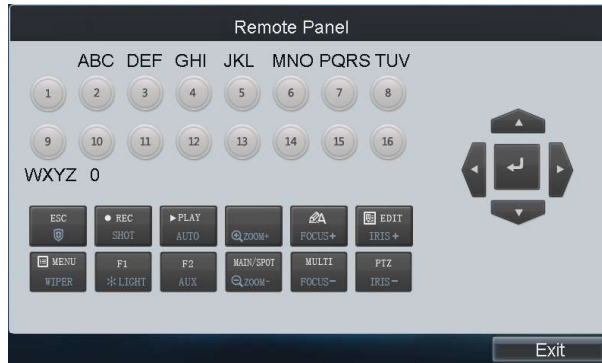 Remote Panel
ABC DEF GHI JKL MNO PQRS TUV
1 2 3 4 5 6 7 8
9 10 11 12 13 14 15 16
WXYZ 0
ESC REC PLAY EDIT
SHOT AUTO ZOOM+ FOCUS+ IRIS+
MENU F1 F2 MAIN/SPOT MULTI PTZ
WIPER LIGHT AUX ZOOM- FOCUS- IRIS-
Exit